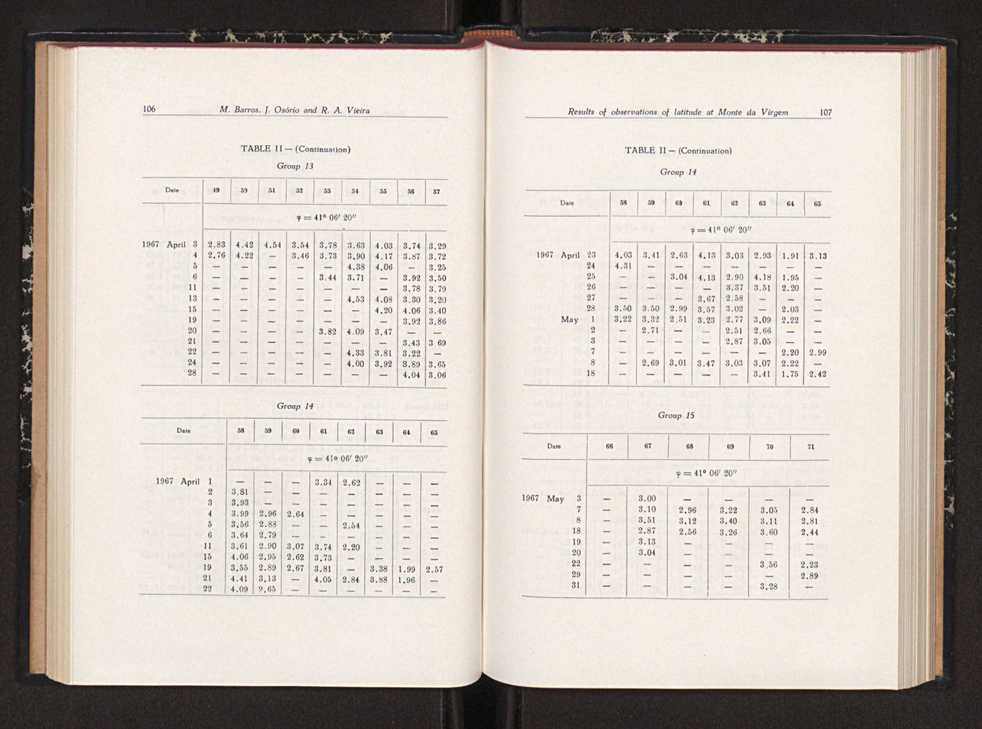 106 M. Barros, J. Osório and R. A. Vieira
TABLE II — (Continuation)
Group 13
Date 49 50 51 52 53 54 55 56 57
φ = 41º 06′ 20″
1967 April 3 2.83 4.42 4.54 3.54 3.78 3.63 4.03 3.74 3.29
4 2.76 4.22 — 3.46 3.73 3.90 4.17 3.87 3.72
5 — — — — — 4.38 4.06 — 3.25
6 — — — — 3.44 3.71 — 3.92 3.50
11 — — — — — — — 3.78 3.79
13 — — — — — 4.53 4.08 3.30 3.20
15 — — — — — — 4.20 4.06 3.40
19 — — — — — — — 3.92 3.86
20 — — — — 3.82 4.09 3.47 — —
21 — — — — — — — 3.43 3 69
22 — — — — — 4.33 3.81 3.22 —
24 — — — — — 4.00 3.92 3.89 3.65
28 — — — — — — — 4.04 3.06
Group 14
Date 58 59 60 61 62 63 64 65
φ = 41º 06′ 20″
1967 April 1 — — — 3.34 2.62 — — —
2 3.81 — — — — — — —
3 3.93 — — — — — — —
4 3.99 2.96 2.64 — — — — —
5 3.56 2.88 — — 2.54 — — —
6 3.64 2.79 — — — — — —
11 3.61 2.90 3.07 3.74 2.20 — — —
15 4.06 2.95 2.62 3.73 — — — —
19 3.55 2.89 2.67 3.81 — 3.38 1.99 2.57
21 4.41 3.13 — 4.05 2.84 3.88 1.96 —
22 4.09 2.65 — — — — — —
Results of observations of latitude at Monte da Virgem 107
TABLE II — (Continuation)
Group 14
Date 58 59 60 61 62 63 64 65
φ = 41º 06′ 20″
1967 April 23 4.03 3.41 2.63 4.13 3.03 2.93 1.91 3.13
24 4.31 — — — — — — —
25 — — 3.04 4.13 2.90 4.18 1.95 —
26 — — — — 3.37 3.51 2.20 —
27 — — — 3.67 2.58 — — —
28 3.50 3.50 2.99 3.57 3.02 — 2.03 —
May 1 3.22 3.32 2.51 3.23 2.77 3.09 2.22 —
2 — 2.71 — — 2.51 2.66 — —
3 — — — — 2.87 3.05 — —
7 — — — — — — 2.20 2.99
8 — 2.69 3.01 3.47 3.03 3.07 2.22 —
18 — — — — — 3.41 1.75 2.42
Group 15
Date 66 67 68 69 70 71
φ = 41º 06′ 20″
1967 May 3 — 3.00 — — — —
7 — 3.10 2.96 3.22 3.05 2.84
8 — 3.51 3.12 3.40 3.11 2.81
18 — 2.87 2.56 3.26 3.60 2.44
19 — 3.13 — — — —
20 — 3.04 — — — —
22 — — — — 3.56 2.23
29 — — — — — 2.89
31 — — — — 3.28 —